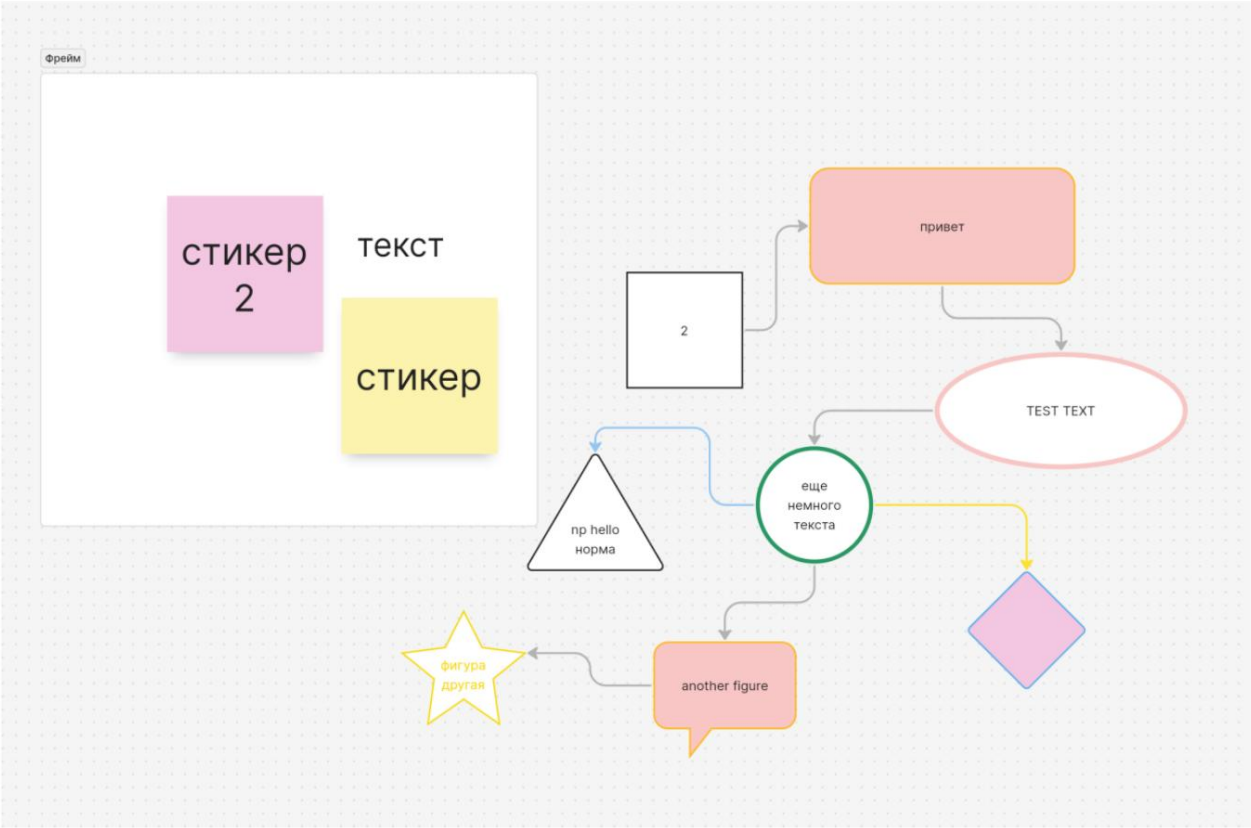 Фрейм
стикер
2
текст
стикер
привет
2
TEST TEXT
еще
немного
текста
np hello
норма
фигура
другая
another figure